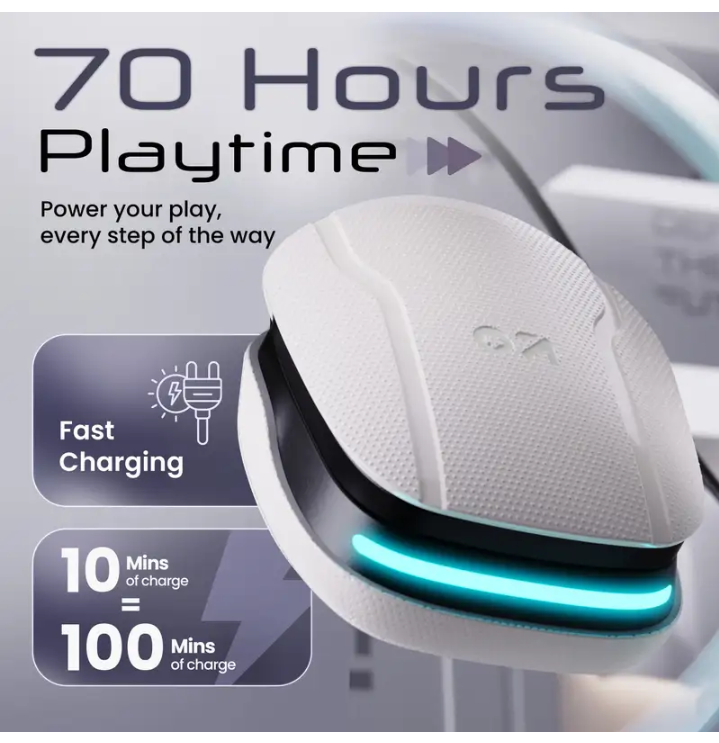 70 Hours
Playtime
Power your play,
every step of the way
Fast
Charging
10 Mins
of charge
=
100 Mins
of charge